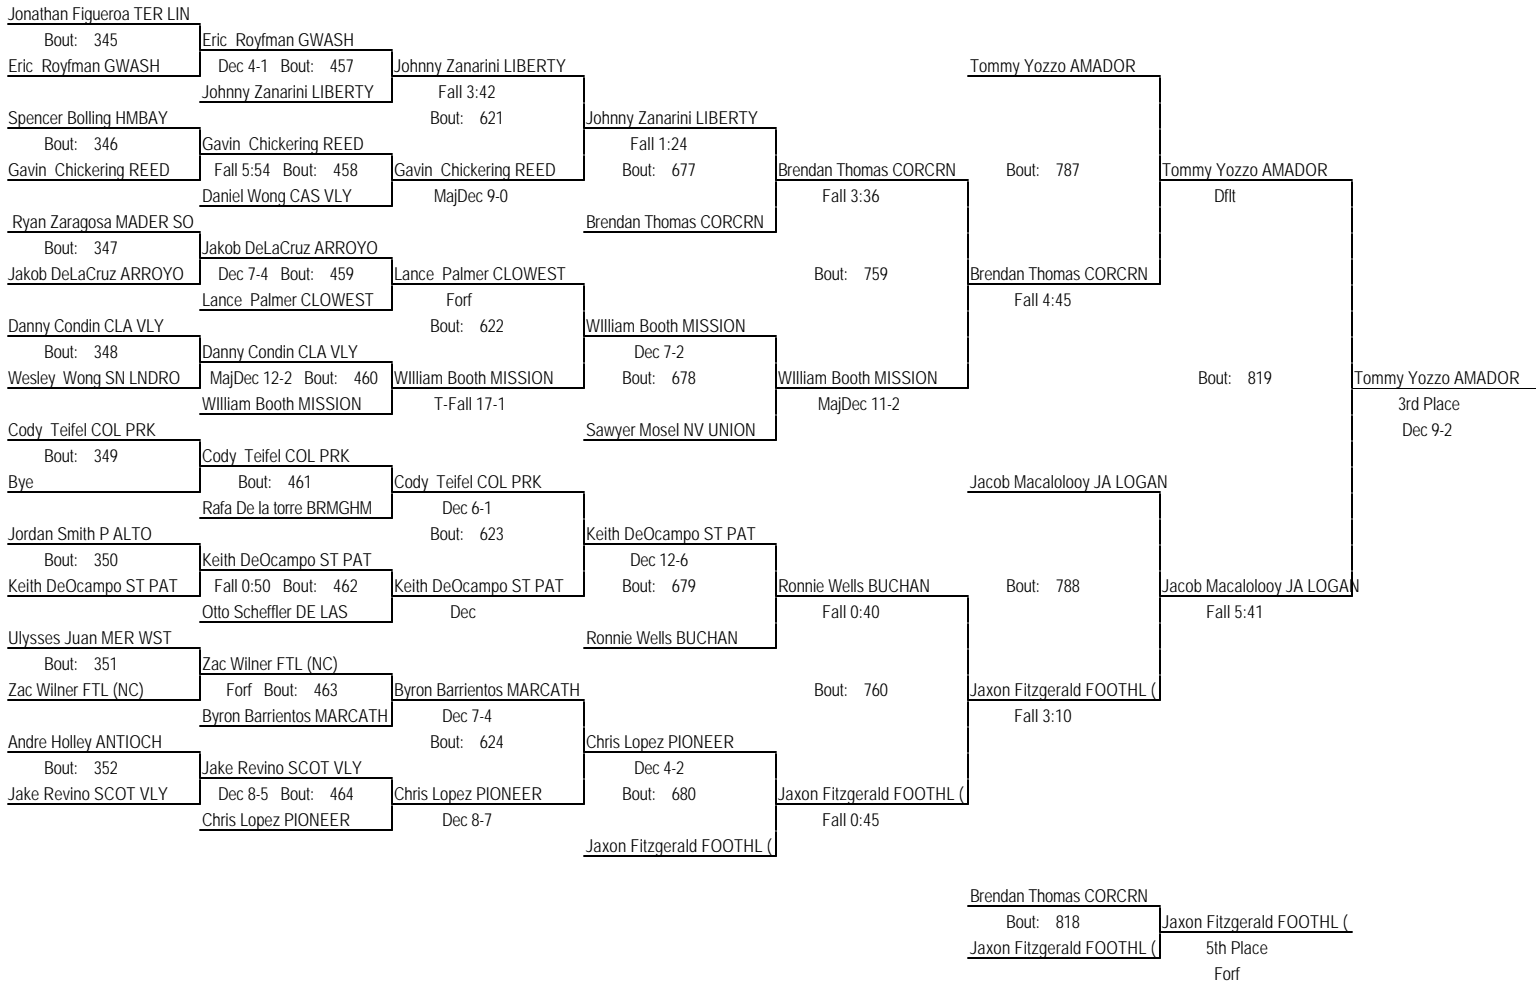 Jonathan Figueroa TER LIN
Bout: 345
Eric Royfman GWASH
Spencer Bolling HMBAY
Bout: 346
Gavin Chickering REED
Ryan Zaragosa MADER SO
Bout: 347
Jakob DeLaCruz ARROYO
Danny Condin CLA VLY
Bout: 348
Wesley Wong SN LNDRO
Cody Teifel COL PRK
Bout: 349
Bye
Jordan Smith P ALTO
Bout: 350
Keith DeOcampo ST PAT
Ulysses Juan MER WST
Bout: 351
Zac Wilner FTL (NC)
Andre Holley ANTIOCH
Bout: 352
Jake Revino SCOT VLY
Eric Royfman GWASH
Dec 4-1 Bout: 457
Johnny Zanarini LIBERTY
Gavin Chickering REED
Fall 5:54 Bout: 458
Daniel Wong CAS VLY
Jakob DeLaCruz ARROYO
Dec 7-4 Bout: 459
Lance Palmer CLOWEST
Danny Condin CLA VLY
MajDec 12-2 Bout: 460
WIlliam Booth MISSION
Cody Teifel COL PRK
Bout: 461
Rafa De la torre BRMGHM
Keith DeOcampo ST PAT
Fall 0:50 Bout: 462
Otto Scheffler DE LAS
Zac Wilner FTL (NC)
Forf Bout: 463
Byron Barrientos MARCATH
Jake Revino SCOT VLY
Dec 8-5 Bout: 464
Chris Lopez PIONEER
Johnny Zanarini LIBERTY
Fall 3:42
Bout: 621
Gavin Chickering REED
MajDec 9-0
Lance Palmer CLOWEST
Forf
Bout: 622
WIlliam Booth MISSION
T-Fall 17-1
Cody Teifel COL PRK
Dec 6-1
Bout: 623
Keith DeOcampo ST PAT
Dec
Byron Barrientos MARCATH
Dec 7-4
Bout: 624
Chris Lopez PIONEER
Dec 8-7
Johnny Zanarini LIBERTY
Fall 1:24
Bout: 677
Brendan Thomas CORCRN
WIlliam Booth MISSION
Dec 7-2
Bout: 678
Sawyer Mosel NV UNION
Keith DeOcampo ST PAT
Dec 12-6
Bout: 679
Ronnie Wells BUCHAN
Chris Lopez PIONEER
Dec 4-2
Bout: 680
Jaxon Fitzgerald FOOTHL (
Brendan Thomas CORCRN
Fall 3:36
Bout: 759
WIlliam Booth MISSION
MajDec 11-2
Ronnie Wells BUCHAN
Fall 0:40
Bout: 760
Jaxon Fitzgerald FOOTHL (
Fall 0:45
Tommy Yozzo AMADOR
Bout: 787
Brendan Thomas CORCRN
Fall 4:45
Jacob Macalolooy JA LOGAN
Bout: 788
Jaxon Fitzgerald FOOTHL (
Fall 3:10
Tommy Yozzo AMADOR
Dflt
Bout: 819
Jacob Macalolooy JA LOGAN
Fall 5:41
Tommy Yozzo AMADOR
3rd Place
Dec 9-2
Brendan Thomas CORCRN
Bout: 818
Jaxon Fitzgerald FOOTHL (
Jaxon Fitzgerald FOOTHL (
5th Place
Forf